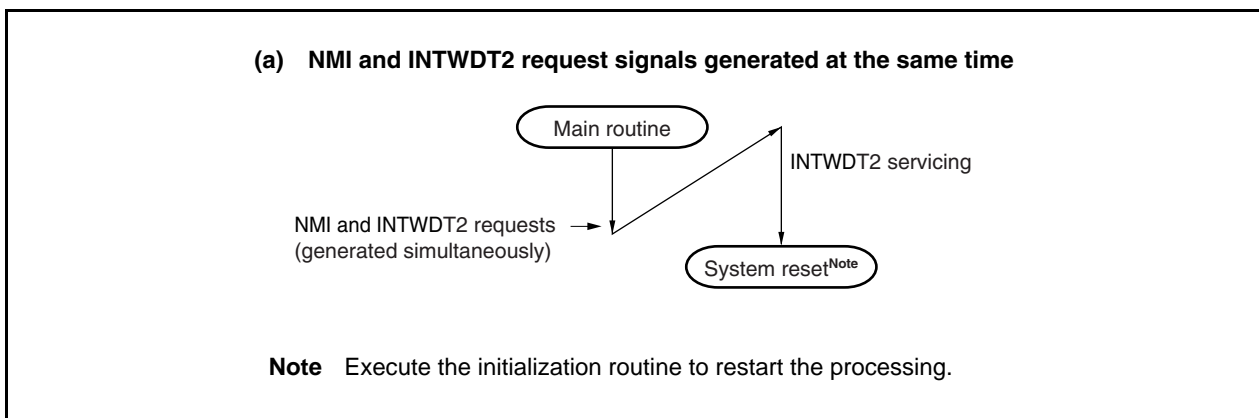 (a) NMI and INTWDT2 request signals generated at the same time
Main routine
INTWDT2 servicing
NMI and INTWDT2 requests
(generated simultaneously)
System resetNote
Note Execute the initialization routine to restart the processing.